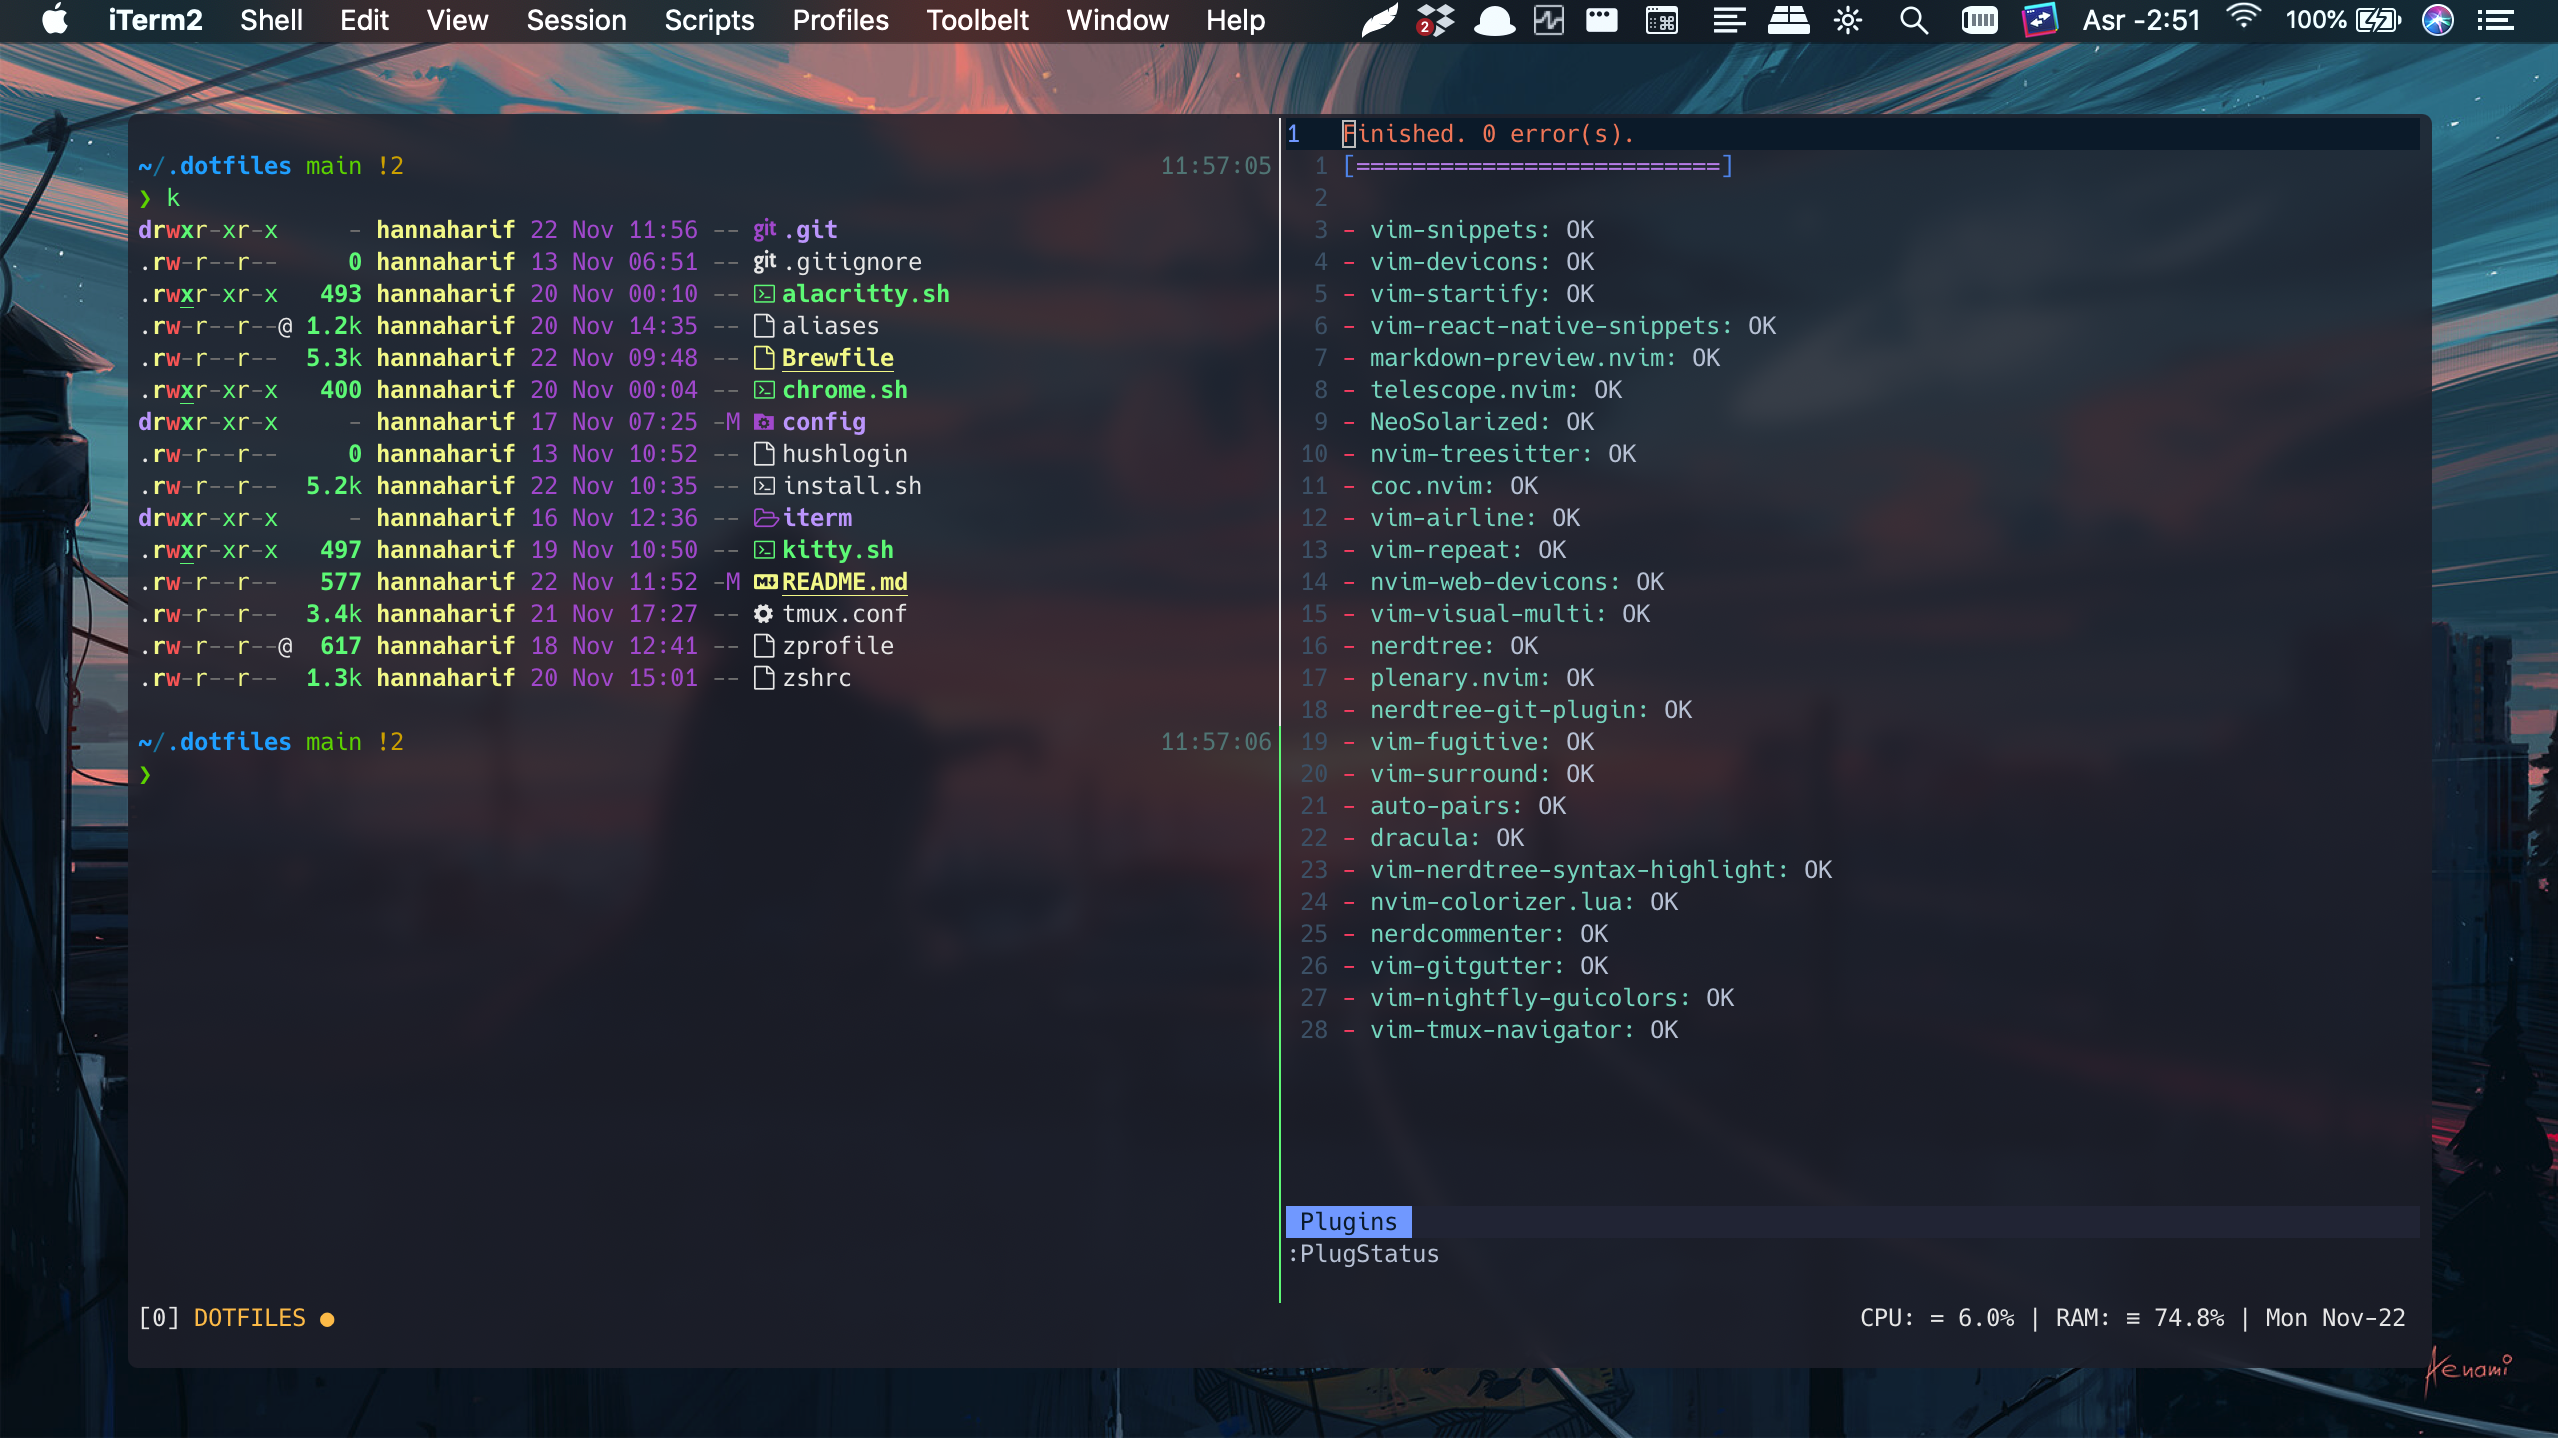 iTerm2 Shell Edit View Session Scripts Profiles Toolbelt Window Help 2 Asr -2:51 100%
~/.dotfiles main !2 11:57:05
❯ k
drwxr-xr-x - hannaharif 22 Nov 11:56 -- git .git
.rw-r--r-- 0 hannaharif 13 Nov 06:51 -- git .gitignore
.rwxr-xr-x 493 hannaharif 20 Nov 00:10 -- alacritty.sh
.rw-r--r--@ 1.2k hannaharif 20 Nov 14:35 -- aliases
.rw-r--r-- 5.3k hannaharif 22 Nov 09:48 -- Brewfile
.rwxr-xr-x 400 hannaharif 20 Nov 00:04 -- chrome.sh
drwxr-xr-x - hannaharif 17 Nov 07:25 -M config
.rw-r--r-- 0 hannaharif 13 Nov 10:52 -- hushlogin
.rw-r--r-- 5.2k hannaharif 22 Nov 10:35 -- install.sh
drwxr-xr-x - hannaharif 16 Nov 12:36 -- iterm
.rwxr-xr-x 497 hannaharif 19 Nov 10:50 -- kitty.sh
.rw-r--r-- 577 hannaharif 22 Nov 11:52 -M README.md
.rw-r--r-- 3.4k hannaharif 21 Nov 17:27 -- tmux.conf
.rw-r--r--@ 617 hannaharif 18 Nov 12:41 -- zprofile
.rw-r--r-- 1.3k hannaharif 20 Nov 15:01 -- zshrc
~/.dotfiles main !2 11:57:06
❯
1 Finished. 0 error(s).
1 [==========================]
2
3 - vim-snippets: OK
4 - vim-devicons: OK
5 - vim-startify: OK
6 - vim-react-native-snippets: OK
7 - markdown-preview.nvim: OK
8 - telescope.nvim: OK
9 - NeoSolarized: OK
10 - nvim-treesitter: OK
11 - coc.nvim: OK
12 - vim-airline: OK
13 - vim-repeat: OK
14 - nvim-web-devicons: OK
15 - vim-visual-multi: OK
16 - nerdtree: OK
17 - plenary.nvim: OK
18 - nerdtree-git-plugin: OK
19 - vim-fugitive: OK
20 - vim-surround: OK
21 - auto-pairs: OK
22 - dracula: OK
23 - vim-nerdtree-syntax-highlight: OK
24 - nvim-colorizer.lua: OK
25 - nerdcommenter: OK
26 - vim-gitgutter: OK
27 - vim-nightfly-guicolors: OK
28 - vim-tmux-navigator: OK
Plugins
:PlugStatus
[0] DOTFILES ● CPU: = 6.0% | RAM: ≡ 74.8% | Mon Nov-22
Aenami